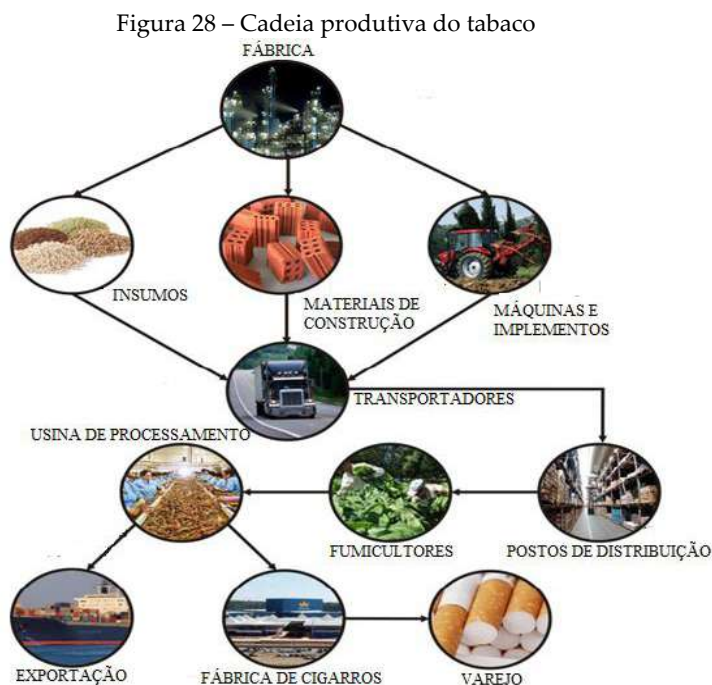 Figura 28 – Cadeia produtiva do tabaco
FÁBRICA
INSUMOS
MATERIAIS DE
CONSTRUÇÃO
MÁQUINAS E
IMPLEMENTOS
TRANSPORTADORES
USINA DE PROCESSAMENTO
FUMICULTORES
POSTOS DE DISTRIBUIÇÃO
EXPORTAÇÃO
FÁBRICA DE CIGARROS
VAREJO